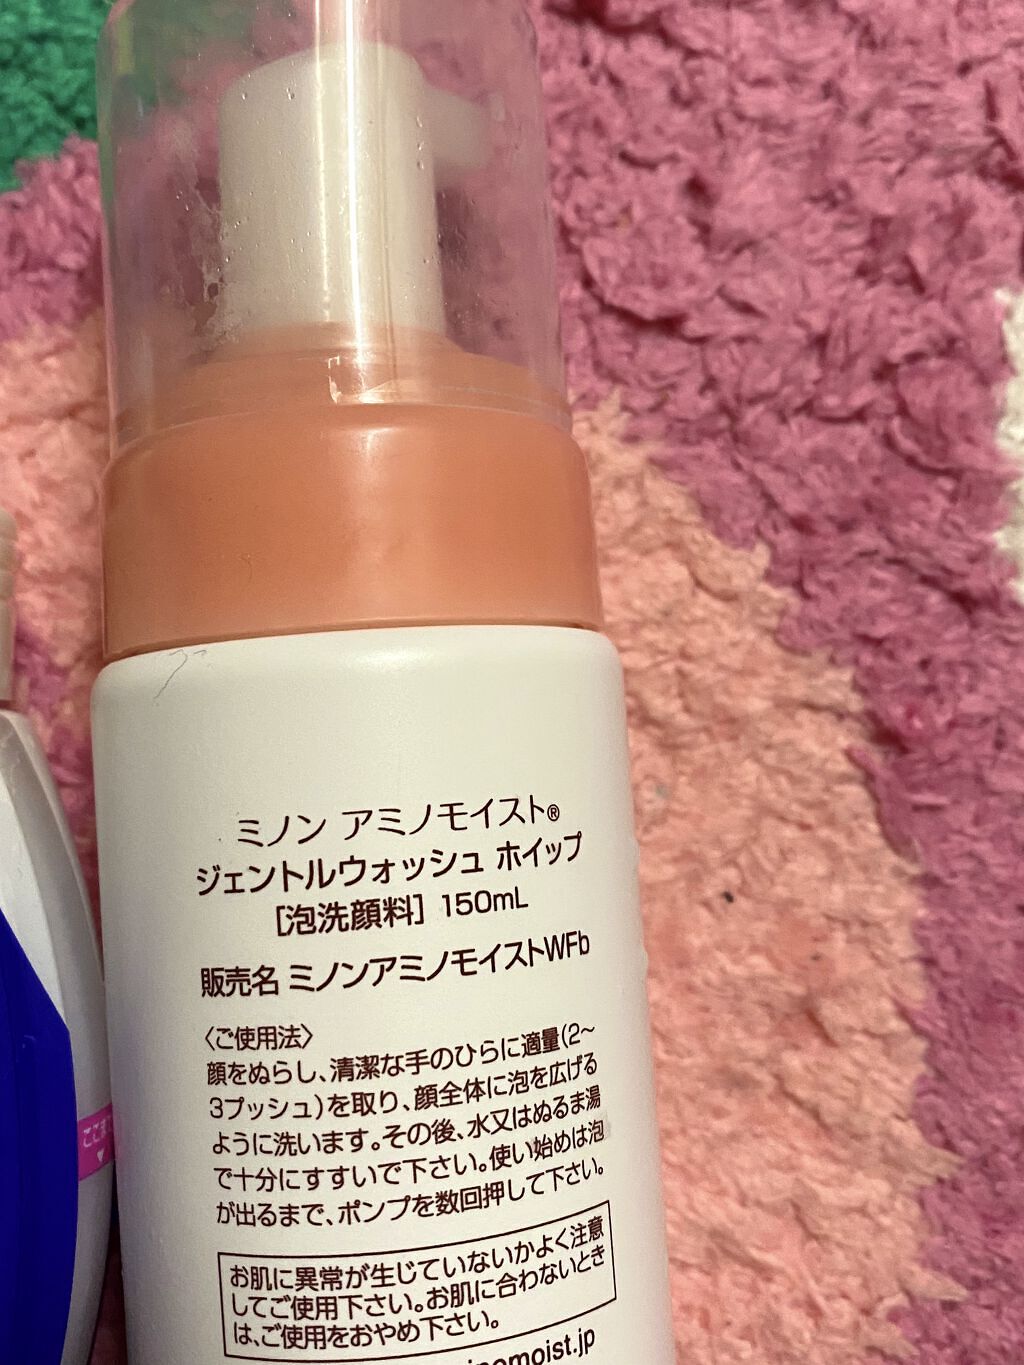 ミノン アミノモイスト®
ジェントルウォッシュ ホイップ
[泡洗顔料] 150mL
販売名 ミノンアミノモイストWFb
〈ご使用法〉
顔をぬらし、清潔な手のひらに適量(2~
3プッシュ)を取り、顔全体に泡を広げる
ように洗います。その後、水又はぬるま湯
で十分にすすいで下さい。使い始めは泡
が出るまで、ポンプを数回押して下さい。
お肌に異常が生じていないかよく注意
してご使用下さい。お肌に合わないとき
は、ご使用をおやめ下さい。
nomoist.jp